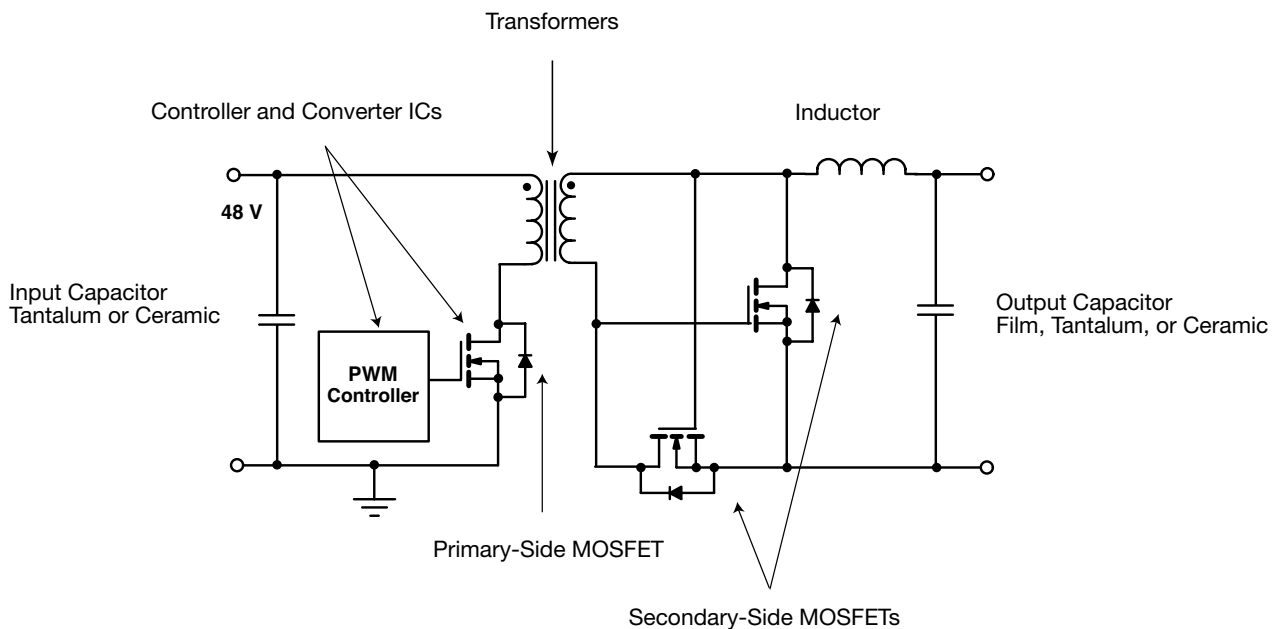 Transformers
Controller and Converter ICs
Inductor
48 V
Input Capacitor
Tantalum or Ceramic
Output Capacitor
Film, Tantalum, or Ceramic
PWM
Controller
Primary-Side MOSFET
Secondary-Side MOSFETs